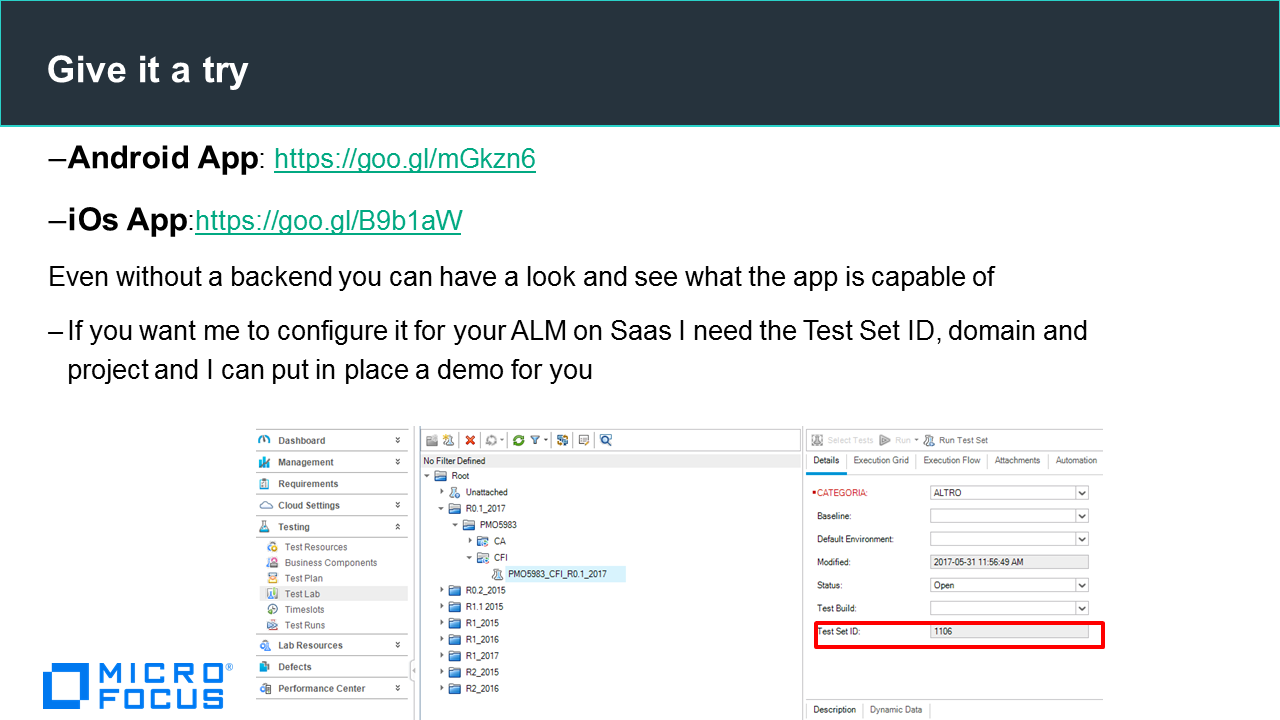 Give it a try
–Android App: https://goo.gl/mGkzn6
–iOs App:https://goo.gl/B9b1aW
Even without a backend you can have a look and see what the app is capable of
– If you want me to configure it for your ALM on Saas I need the Test Set ID, domain and
project and I can put in place a demo for you
Dashboard
Management
Requirements
Cloud Settings
Testing
Test Resources
Business Components
Test Plan
Test Lab
Timeslots
Test Runs
Lab Resources
Defects
Performance Center
No Filter Defined
Root
Unattached
R0.1_2017
PMO5983
CA
CFI
PMO5983_CFI_R0.1_2017
R0.2_2015
R1.1 2015
R1_2015
R1_2016
R1_2017
R2_2015
R2_2016
Select Tests Run Run Test Set
Details Execution Grid Execution Flow Attachments Automation
*CATEGORIA: ALTRO
Baseline:
Default Environment:
Modified: 2017-05-31 11:56:49 AM
Status: Open
Test Build:
Test Set ID: 1106
Description Dynamic Data
MICRO®
FOCUS